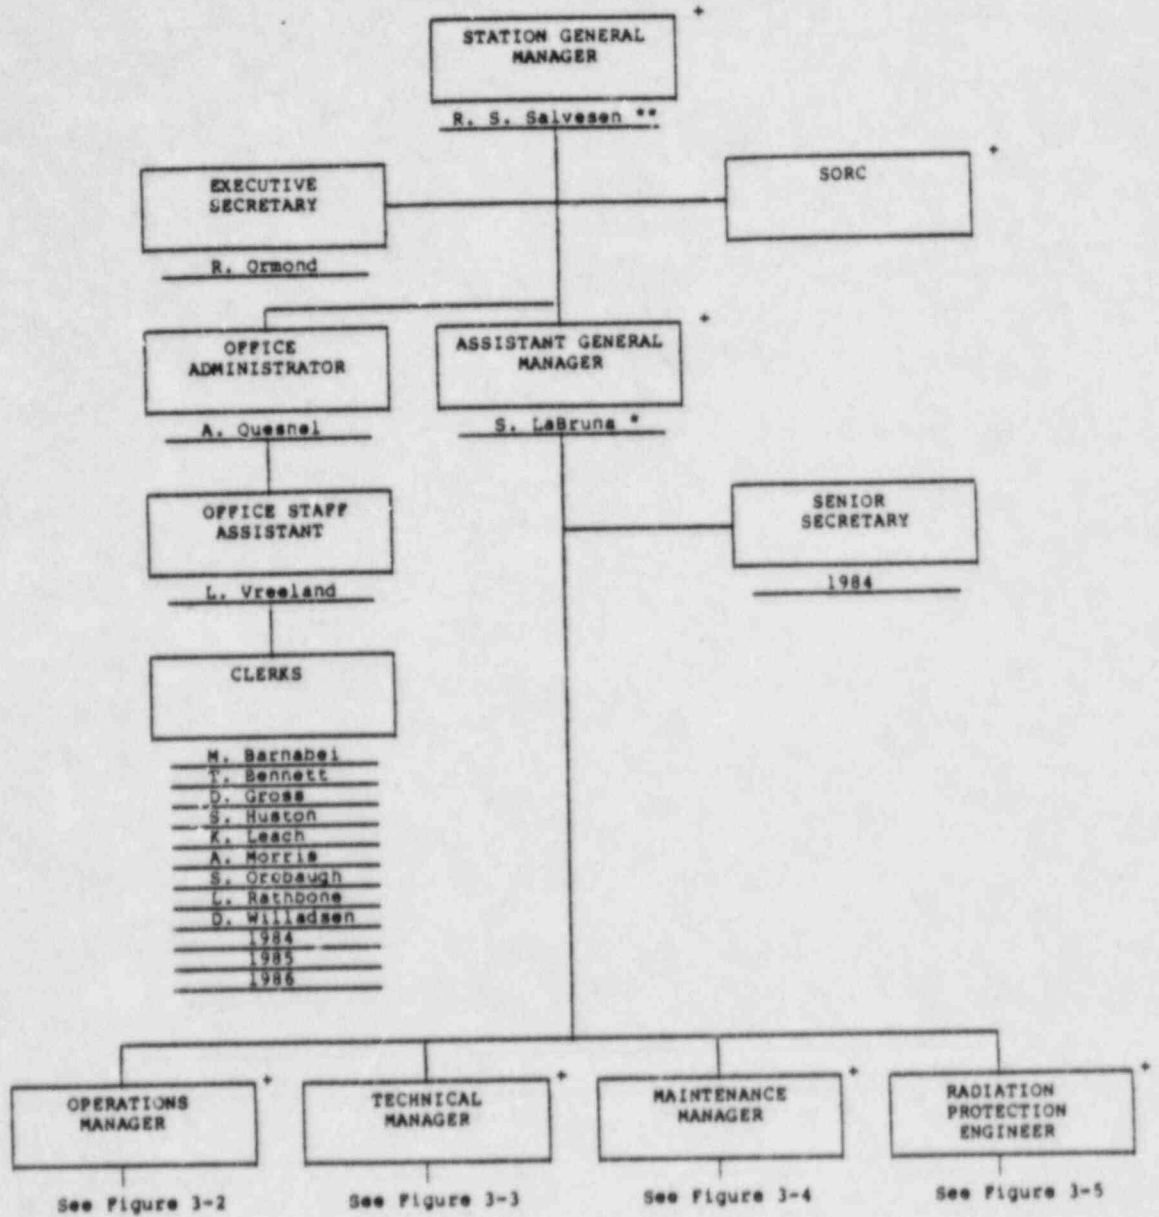 +
STATION GENERAL
MANAGER
R. S. Salvesen **
EXECUTIVE
SECRETARY
R. Ormond
+
SORC
OFFICE
ADMINISTRATOR
A. Quesnel
+
ASSISTANT GENERAL
MANAGER
S. LaBruna *
OFFICE STAFF
ASSISTANT
L. Vreeland
SENIOR
SECRETARY
1984
CLERKS
M. Barnabei
T. Bennett
D. Gross
S. Huston
K. Leach
A. Morris
S. Orobaugh
L. Rathbone
D. Willadsen
1984
1985
1986
+
OPERATIONS
MANAGER
See Figure 3-2
+
TECHNICAL
MANAGER
See Figure 3-3
+
MAINTENANCE
MANAGER
See Figure 3-4
+
RADIATION
PROTECTION
ENGINEER
See Figure 3-5